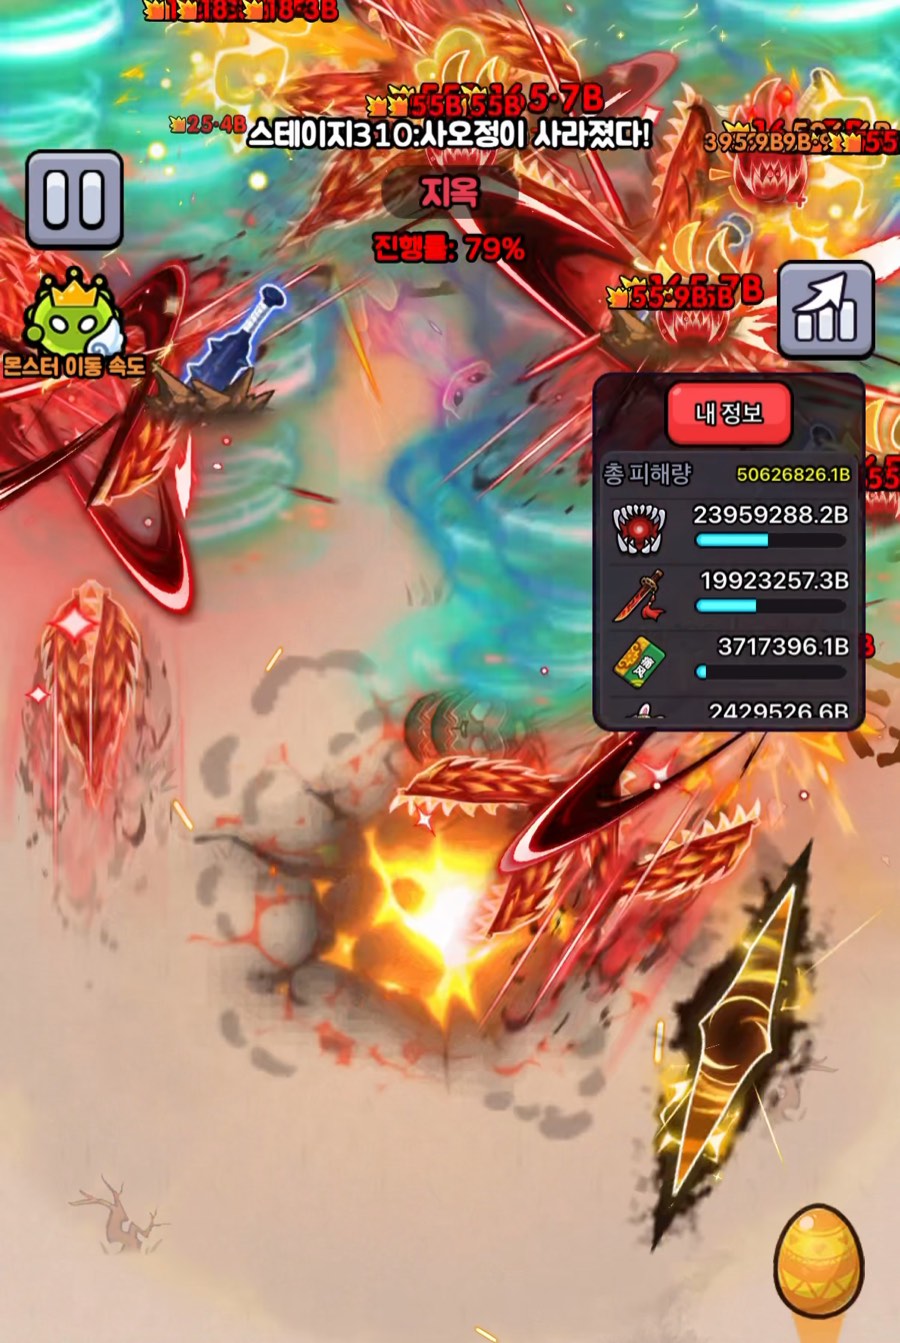 25.4B
스테이지310:사오정이 사라졌다!
지옥
진행률: 79%
몬스터 이동 속도
내 정보
총 피해량 50626826.1B
23959288.2B
19923257.3B
3717396.1B
2429526.6B